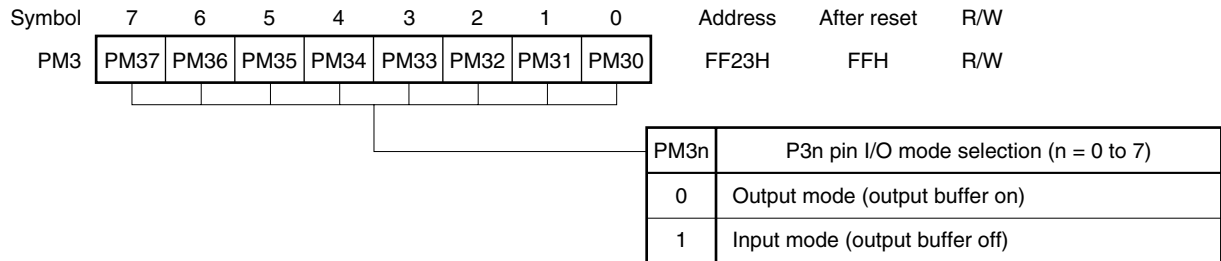 Symbol 7 6 5 4 3 2 1 0 Address After reset R/W
PM3 PM37 PM36 PM35 PM34 PM33 PM32 PM31 PM30 FF23H FFH R/W
PM3n P3n pin I/O mode selection (n = 0 to 7)
0 Output mode (output buffer on)
1 Input mode (output buffer off)